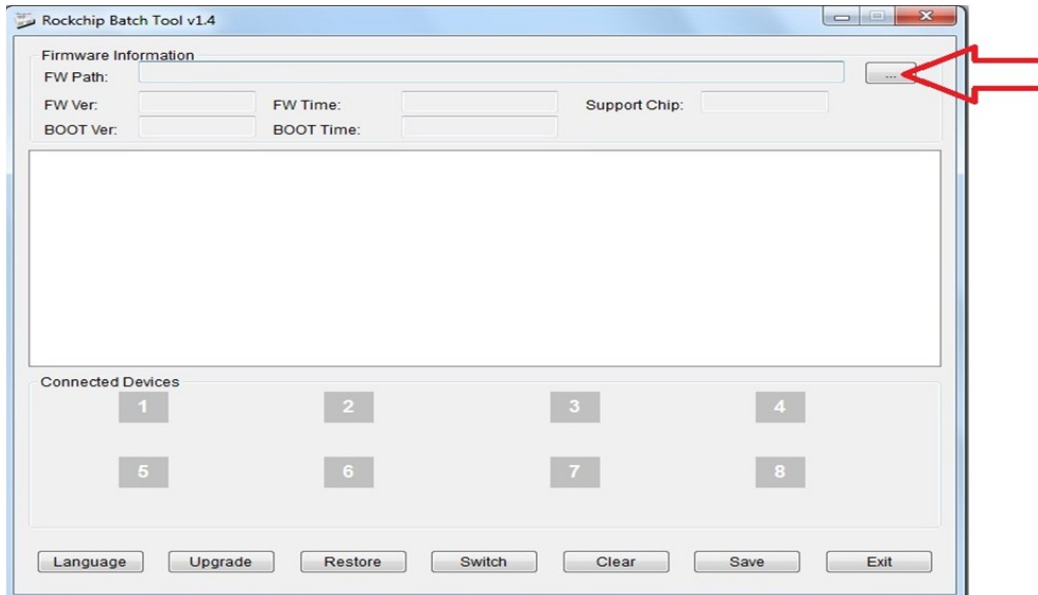 Rockchip Batch Tool v1.4
Firmware Information
FW Path:
...
FW Ver: FW Time: Support Chip:
BOOT Ver: BOOT Time:
Connected Devices
1 2 3 4
5 6 7 8
Language Upgrade Restore Switch Clear Save Exit